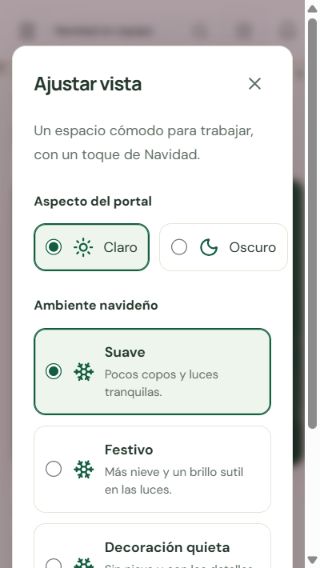 Ajustar vista
Un espacio cómodo para trabajar,
con un toque de Navidad.
Aspecto del portal
Claro
Oscuro
Ambiente navideño
Suave
Pocos copos y luces
tranquilas.
Festivo
Más nieve y un brillo sutil
en las luces.
Decoración quieta